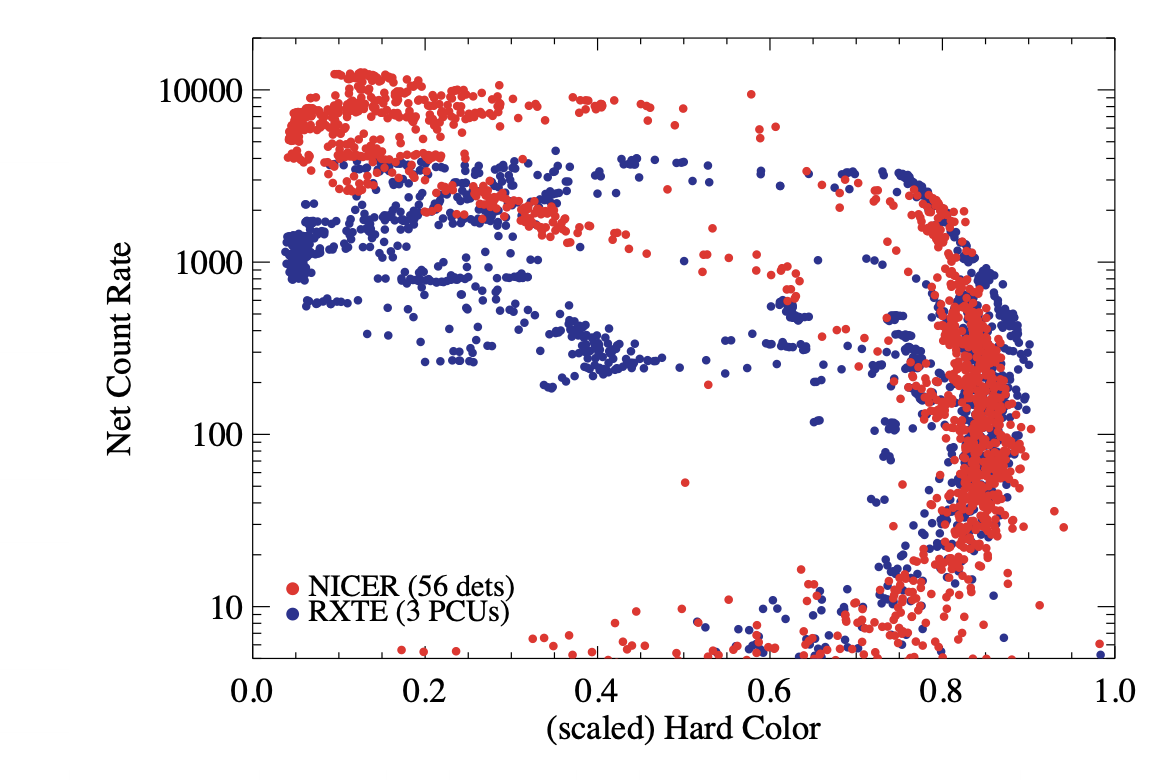 10000
1000
100
10
Net Count Rate
NICER (56 dets)
RXTE (3 PCUs)
0.0 0.2 0.4 0.6 0.8 1.0
(scaled) Hard Color